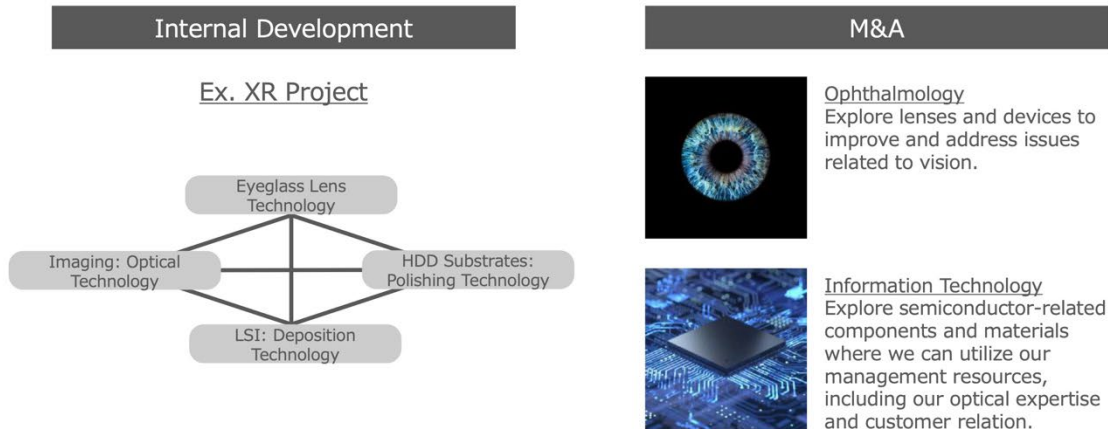 Internal Development
Ex. XR Project
Eyeglass Lens
Technology
Imaging: Optical
Technology
HDD Substrates:
Polishing Technology
LSI: Deposition
Technology
M&A
Ophthalmology
Explore lenses and devices to
improve and address issues
related to vision.
Information Technology
Explore semiconductor-related
components and materials
where we can utilize our
management resources,
including our optical expertise
and customer relation.